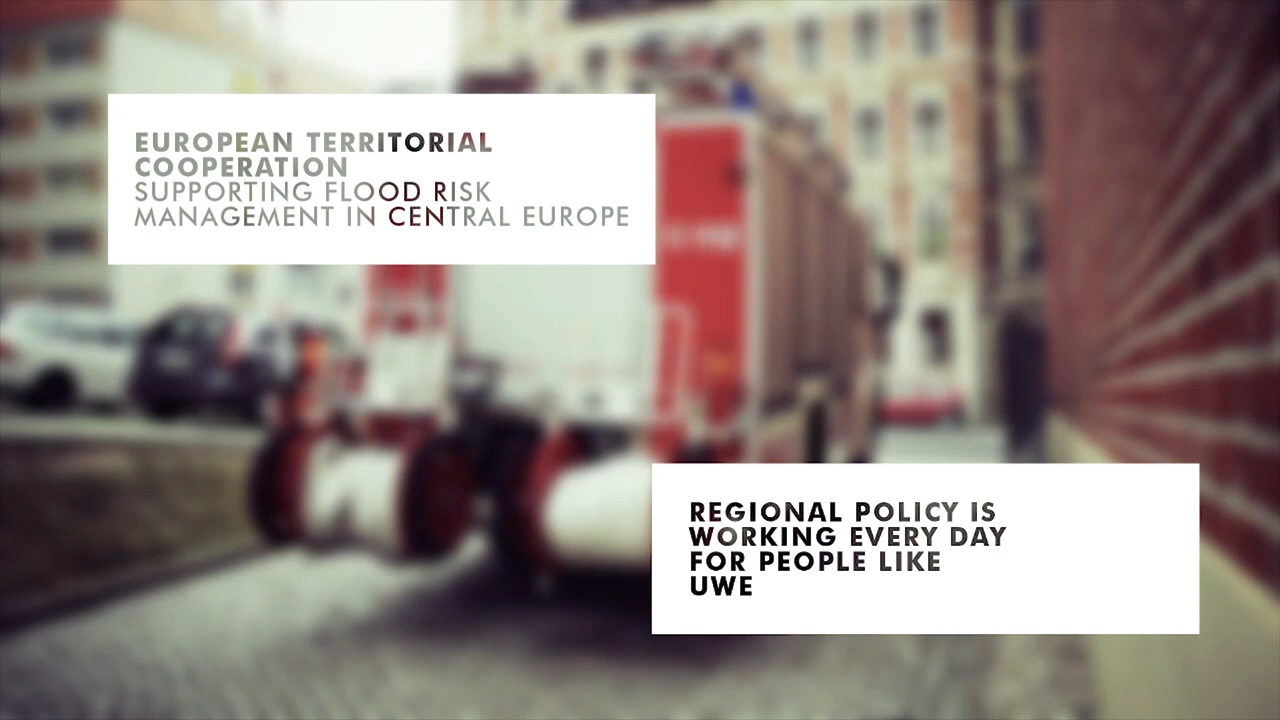 EUROPEAN TERRITORIAL
COOPERATION
SUPPORTING FLOOD RISK
MANAGEMENT IN CENTRAL EUROPE
REGIONAL POLICY IS
WORKING EVERY DAY
FOR PEOPLE LIKE
UWE